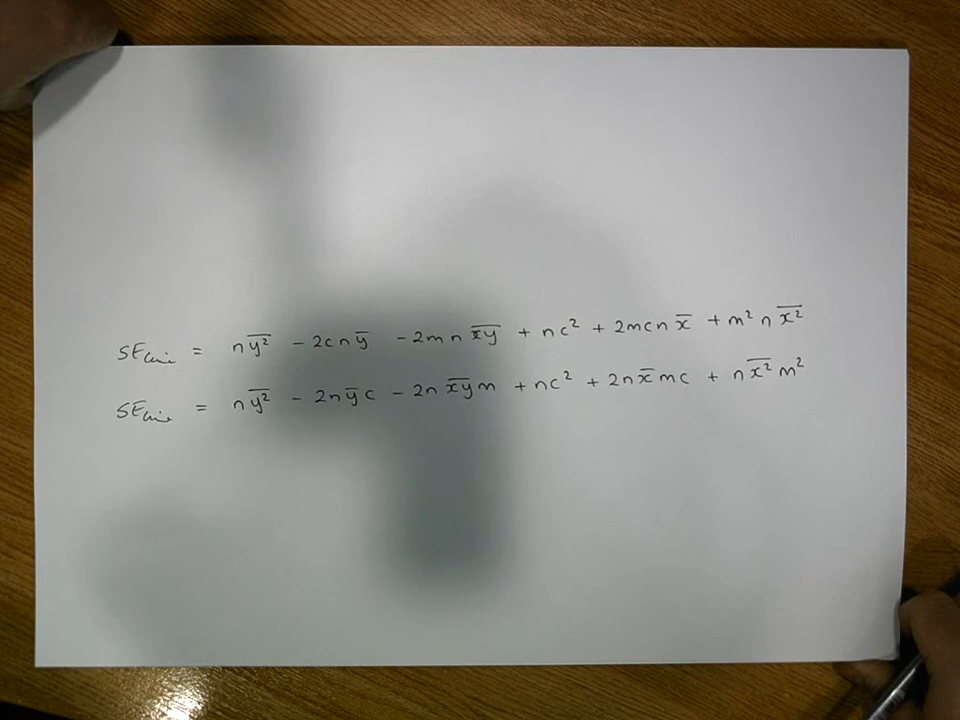 SE_line = n\overline{y^2} - 2cn\overline{y} - 2mn\overline{xy} + nc^2 + 2mcn\overline{x} + m^2n\overline{x^2}
SE_line = n\overline{y^2} - 2n\overline{y}c - 2n\overline{xy}m + nc^2 + 2n\overline{x}mc + n\overline{x^2}m^2